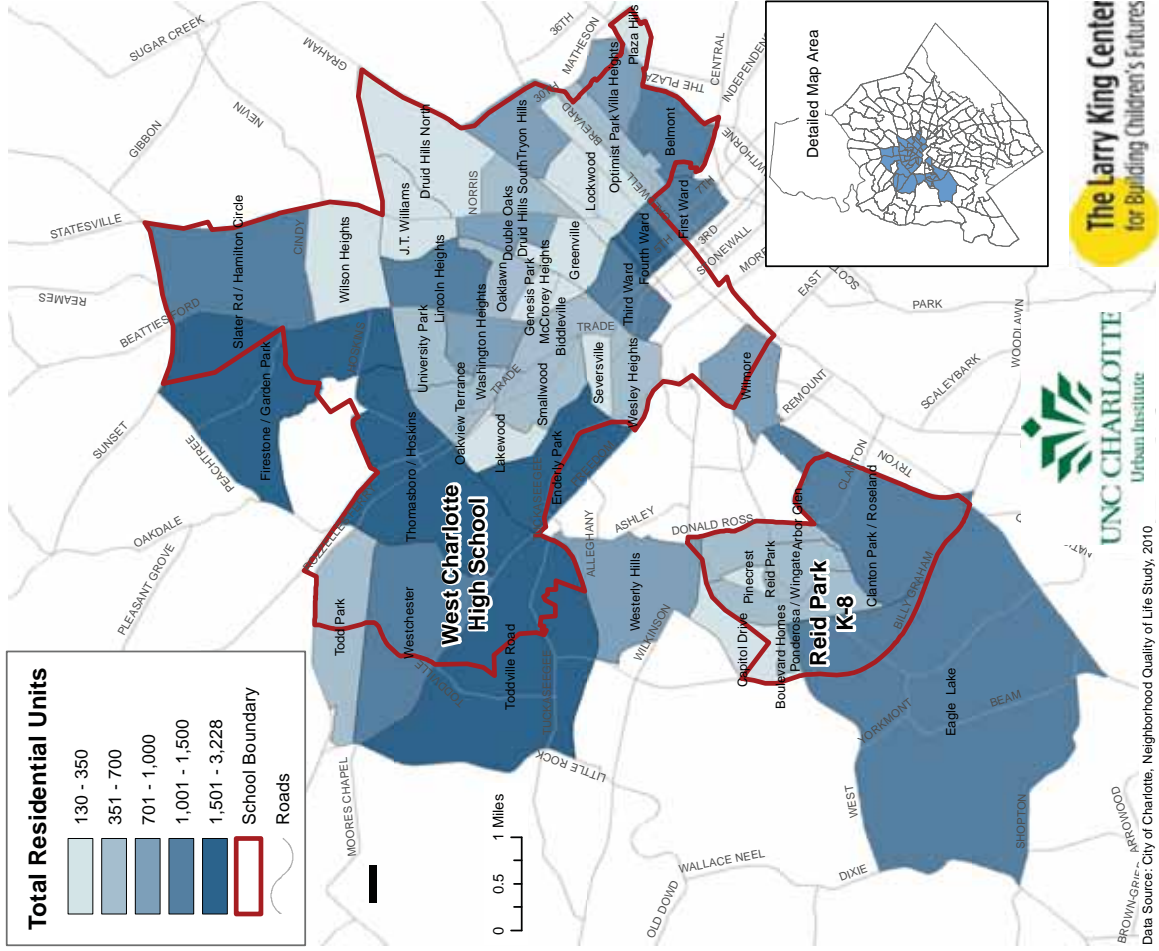 Total Residential Units
130 - 350
351 - 700
701 - 1,000
1,001 - 1,500
1,501 - 3,228
School Boundary
Roads
0 0.5 1 Miles
MOORES CHAPEL
PLEASANT GROVE
OAKDALE
SUNSET
PEACHTREE
BEATTIES FORD
REAMES
STATESVILLE
GIBBON
NEVIN
SUGAR CREEK
GRAHAM
CINDY
36TH
MATHESON
30TH
THE PLAZA
CENTRAL
BREVARD
NORRIS
TRADE
TRADE
3RD
STONEWALL
EAST
PARK
WOODLAWN
SCALEYBARK
REMOUNT
TRYON
CLANTON
DONALD ROSS
ASHLEY
ALLEGHANY
WILKINSON
LITTLE ROCK
TUCKASEEGEE
BILLY GRAHAM
YORKMONT
BEAM
WEST
SHOPTON
DIXIE
WALLACE NEEL
OLD DOWD
ARROWOOD
Slater Rd / Hamilton Circle
Firestone / Garden Park
Wilson Heights
J.T. Williams
Druid Hills North
Lincoln Heights
University Park
Washington Heights
Oaklawn
Double Oaks
Druid Hills South
Tryon Hills
Genesis Park
McCrorey Heights
Biddleville
Greenville
Lockwood
Optimist Park
Villa Heights
Plaza Hills
Belmont
First Ward
Fourth Ward
Third Ward
Oakview Terrance
Lakewood
Smallwood
Seversville
Wesley Heights
Enderly Park
Thomasboro / Hoskins
Todd Park
Westchester
Toddville Road
West Charlotte
High School
Wilmore
Westerly Hills
Capitol Drive
Pinecrest
Reid Park
Boulevard Homes
Ponderosa / Wingate
Arbor Glen
Reid Park
K-8
Clanton Park / Roseland
Eagle Lake
Detailed Map Area
The Larry King Center
for Building Children's Futures
UNC CHARLOTTE
Urban Institute
Data Source: City of Charlotte, Neighborhood Quality of Life Study, 2010